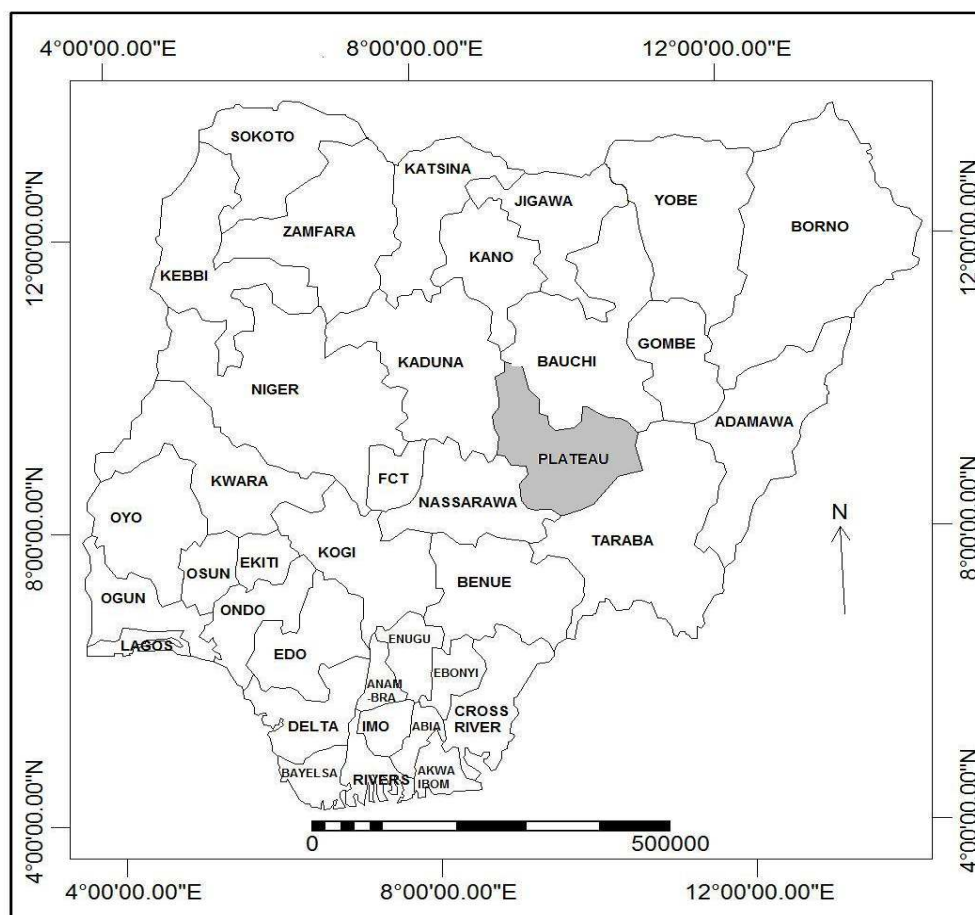 4°00'00.00"E 8°00'00.00"E 12°00'00.00"E
SOKOTO
KATSINA
JIGAWA
YOBE
BORNO
ZAMFARA
KANO
KEBBI
12°00'00.00"N
12°00'00.00"N
GOMBE
BAUCHI
KADUNA
NIGER
ADAMAWA
PLATEAU
FCT
KWARA
NASSARAWA
OYO
N
KOGI
TARABA
EKITI
OSUN
BENUE
8°00'00.00"N
8°00'00.00"N
OGUN
ONDO
ENUGU
LAGOS
EDO
EBONYI
ANAM
-BRA
CROSS
RIVER
DELTA
IMO
ABIA
BAYELSA
RIVERS
AKWA
IBOM
4°00'00.00"N
4°00'00.00"N
0 500000
4°00'00.00"E 8°00'00.00"E 12°00'00.00"E